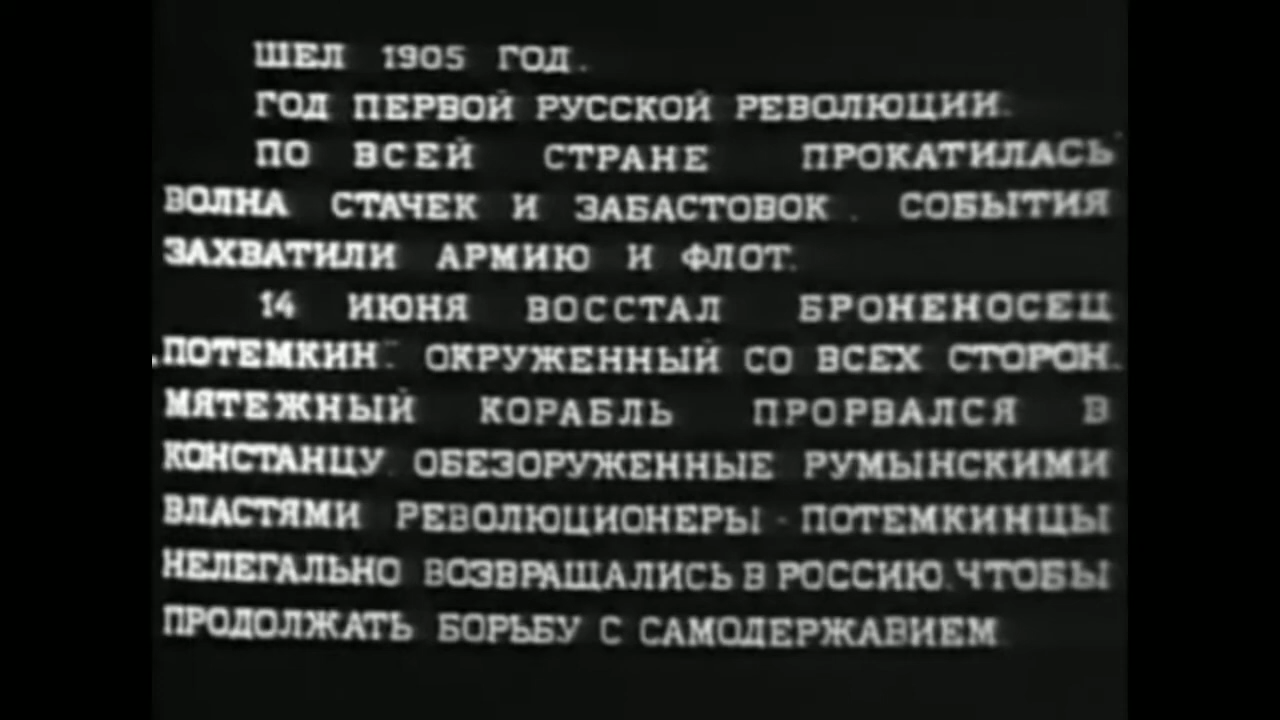 ШЕЛ 1905 ГОД.
ГОД ПЕРВОЙ РУССКОЙ РЕВОЛЮЦИИ.
ПО ВСЕЙ СТРАНЕ ПРОКАТИЛАСЬ
ВОЛНА СТАЧЕК И ЗАБАСТОВОК. СОБЫТИЯ
ЗАХВАТИЛИ АРМИЮ И ФЛОТ.
14 ИЮНЯ ВОССТАЛ БРОНЕНОСЕЦ
„ПОТЕМКИН". ОКРУЖЕННЫЙ СО ВСЕХ СТОРОН.
МЯТЕЖНЫЙ КОРАБЛЬ ПРОРВАЛСЯ В
КОНСТАНЦУ. ОБЕЗОРУЖЕННЫЕ РУМЫНСКИМИ
ВЛАСТЯМИ РЕВОЛЮЦИОНЕРЫ - ПОТЕМКИНЦЫ
НЕЛЕГАЛЬНО ВОЗВРАЩАЛИСЬ В РОССИЮ, ЧТОБЫ
ПРОДОЛЖАТЬ БОРЬБУ С САМОДЕРЖАВИЕМ.